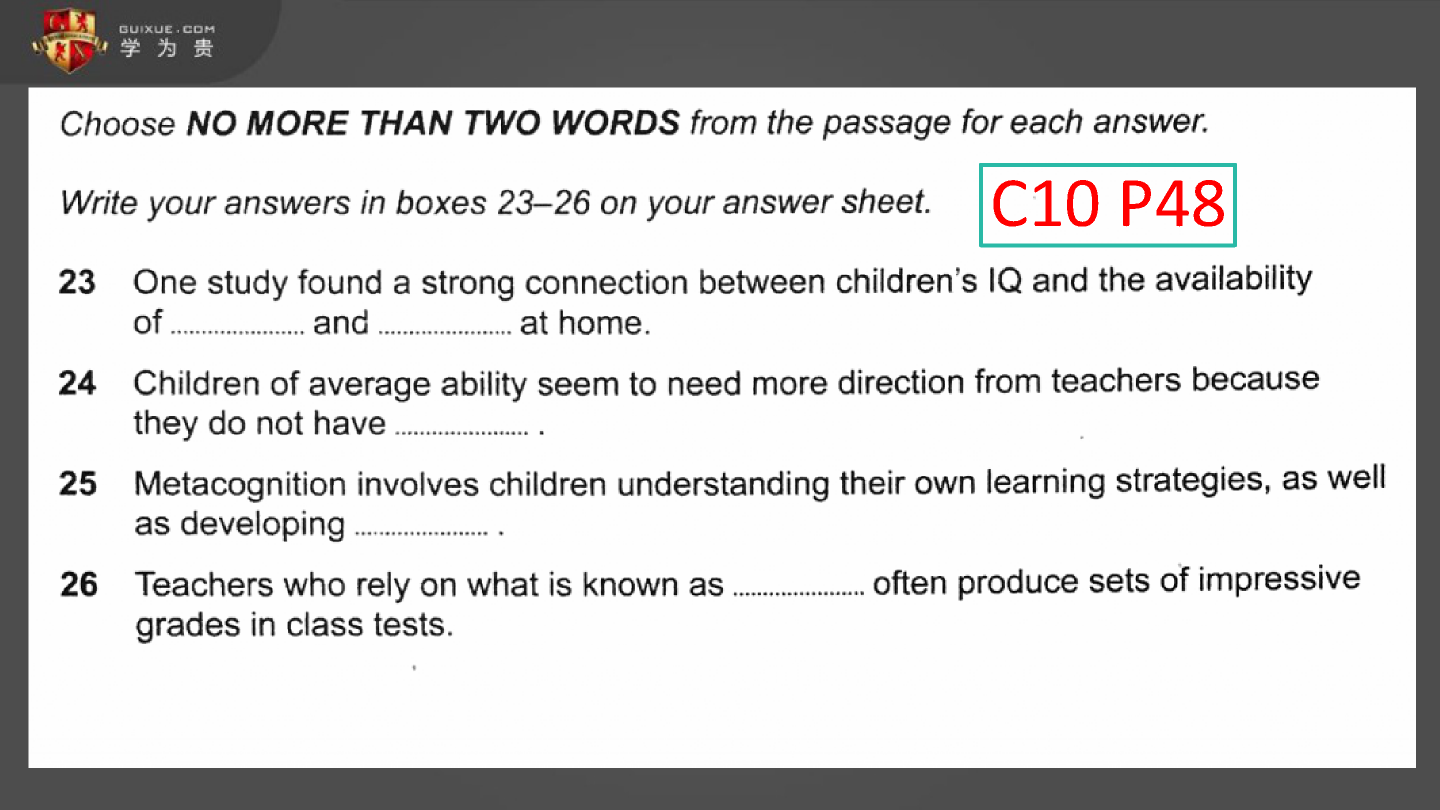 GUIXUE.COM
学为贵
Choose NO MORE THAN TWO WORDS from the passage for each answer.
Write your answers in boxes 23–26 on your answer sheet.
C10 P48
23 One study found a strong connection between children's IQ and the availability
of ...................... and ...................... at home.
24 Children of average ability seem to need more direction from teachers because
they do not have ...................... .
25 Metacognition involves children understanding their own learning strategies, as well
as developing ...................... .
26 Teachers who rely on what is known as ...................... often produce sets of impressive
grades in class tests.